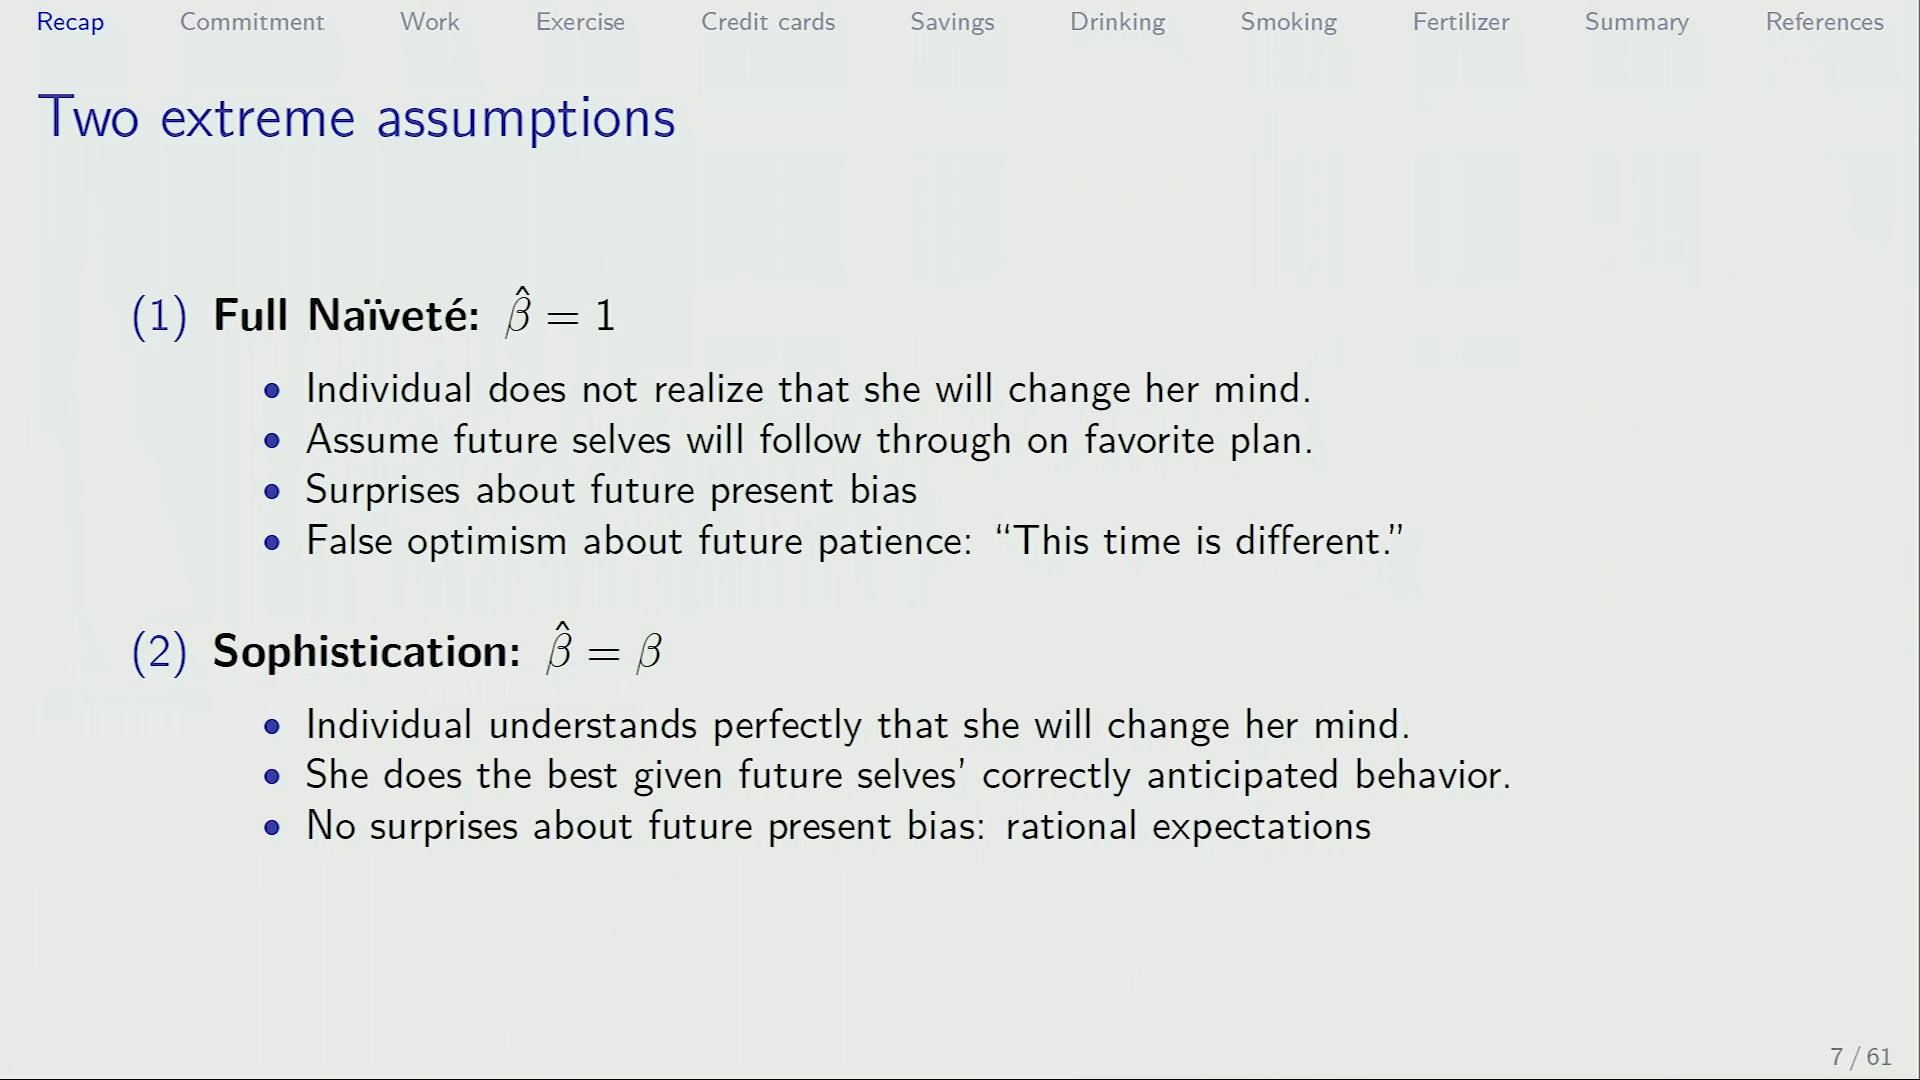 Recap Commitment Work Exercise Credit cards Savings Drinking Smoking Fertilizer Summary References
Two extreme assumptions
(1) Full Naïveté: β̂ = 1
• Individual does not realize that she will change her mind.
• Assume future selves will follow through on favorite plan.
• Surprises about future present bias
• False optimism about future patience: “This time is different.”
(2) Sophistication: β̂ = β
• Individual understands perfectly that she will change her mind.
• She does the best given future selves’ correctly anticipated behavior.
• No surprises about future present bias: rational expectations
7 / 61